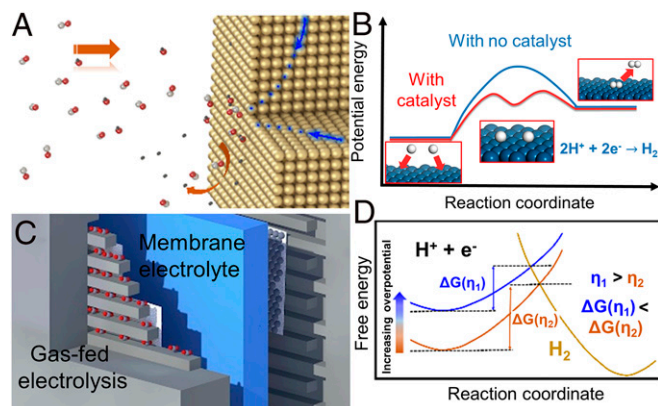 A
B
With no catalyst
With
catalyst
2H⁺ + 2e⁻ → H₂
Potential energy
Reaction coordinate
C
Membrane
electrolyte
Gas-fed
electrolysis
D
H⁺ + e⁻
ΔG(η₁)
ΔG(η₂)
η₁ > η₂
ΔG(η₁) <
ΔG(η₂)
H₂
Free energy
Increasing overpotential
Reaction coordinate